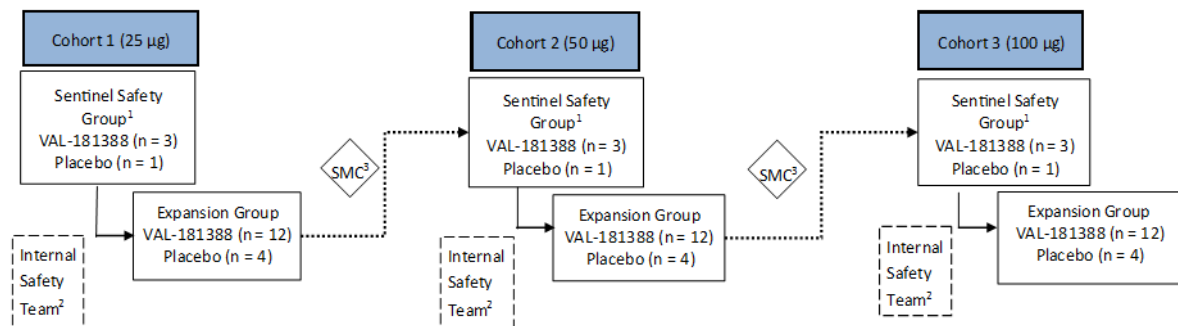 Cohort 1 (25 µg)
Sentinel Safety
Group¹
VAL-181388 (n = 3)
Placebo (n = 1)
Expansion Group
VAL-181388 (n = 12)
Placebo (n = 4)
Internal
Safety
Team²
SMC³
Cohort 2 (50 µg)
Sentinel Safety
Group¹
VAL-181388 (n = 3)
Placebo (n = 1)
Expansion Group
VAL-181388 (n = 12)
Placebo (n = 4)
Internal
Safety
Team²
SMC³
Cohort 3 (100 µg)
Sentinel Safety
Group¹
VAL-181388 (n = 3)
Placebo (n = 1)
Expansion Group
VAL-181388 (n = 12)
Placebo (n = 4)
Internal
Safety
Team²